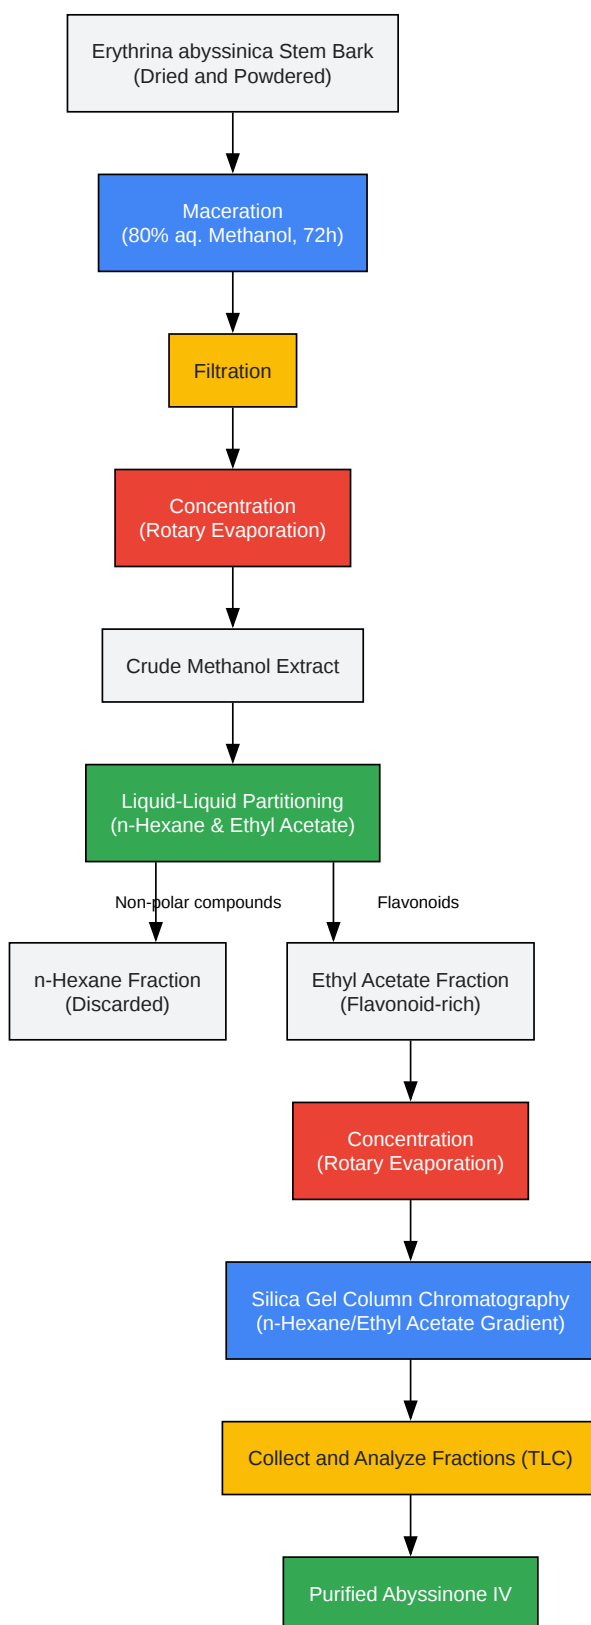 Erythrina abyssinica Stem Bark
(Dried and Powdered)
Maceration
(80% aq. Methanol, 72h)
Filtration
Concentration
(Rotary Evaporation)
Crude Methanol Extract
Liquid-Liquid Partitioning
(n-Hexane & Ethyl Acetate)
Non-polar compounds
Flavonoids
n-Hexane Fraction
(Discarded)
Ethyl Acetate Fraction
(Flavonoid-rich)
Concentration
(Rotary Evaporation)
Silica Gel Column Chromatography
(n-Hexane/Ethyl Acetate Gradient)
Collect and Analyze Fractions (TLC)
Purified Abyssinone IV